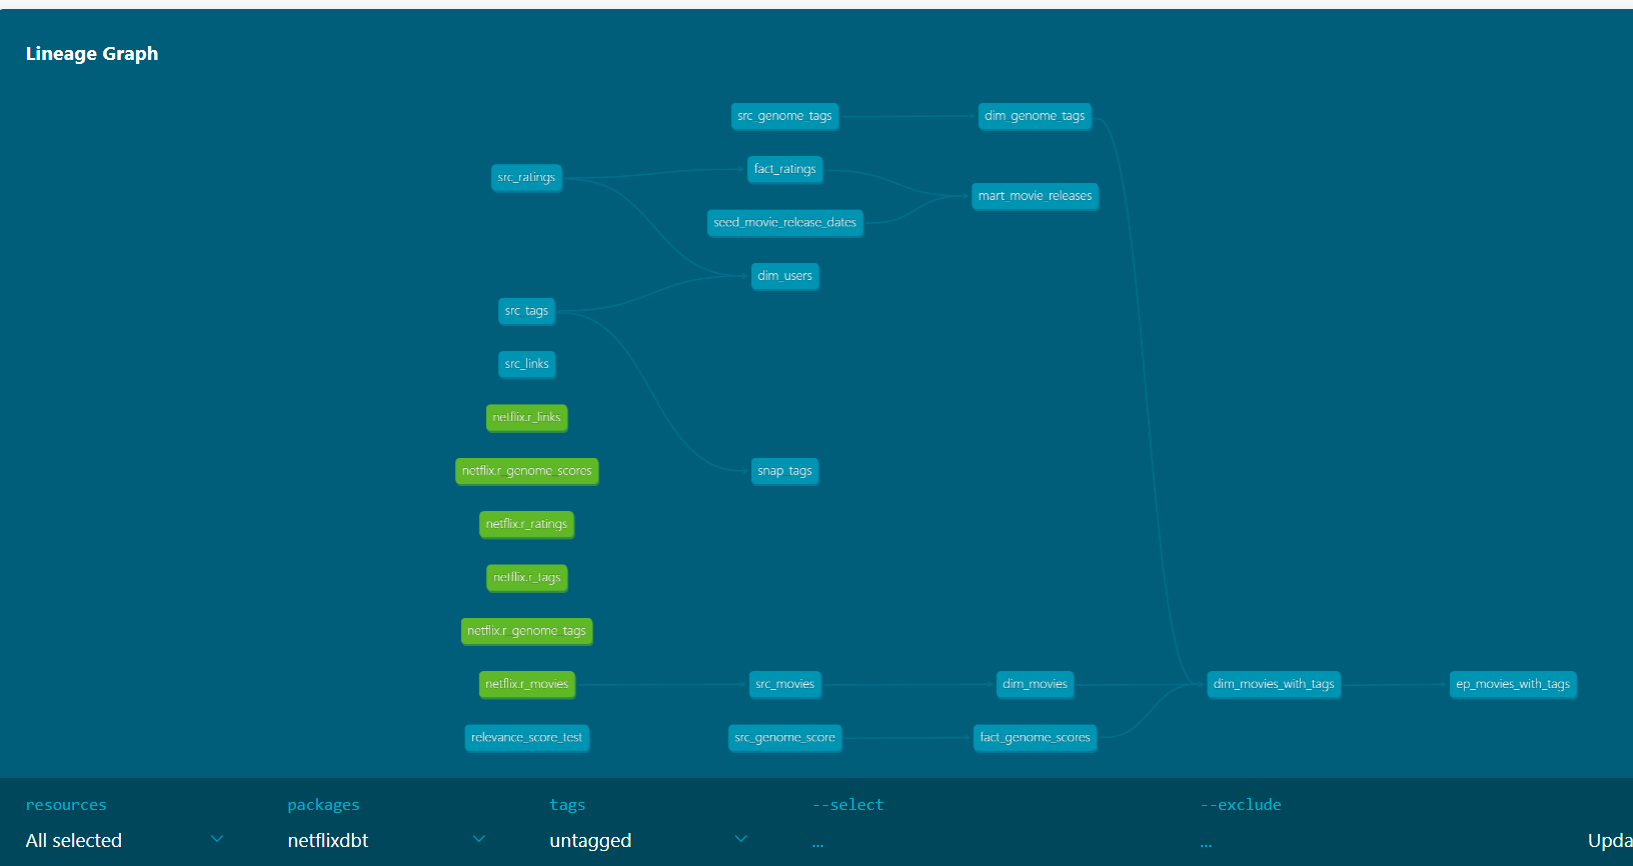 Lineage Graph
src_genome_tags
dim_genome_tags
fact_ratings
src_ratings
mart_movie_releases
seed_movie_release_dates
dim_users
src_tags
src_links
netflix.r_links
netflix.r_genome_scores
snap_tags
netflix.r_ratings
netflix.r_tags
netflix.r_genome_tags
netflix.r_movies
src_movies
dim_movies
dim_movies_with_tags
ep_movies_with_tags
relevance_score_test
src_genome_score
fact_genome_scores
resources
packages
tags
--select
--exclude
All selected
netflixdbt
untagged
...
...
Upda